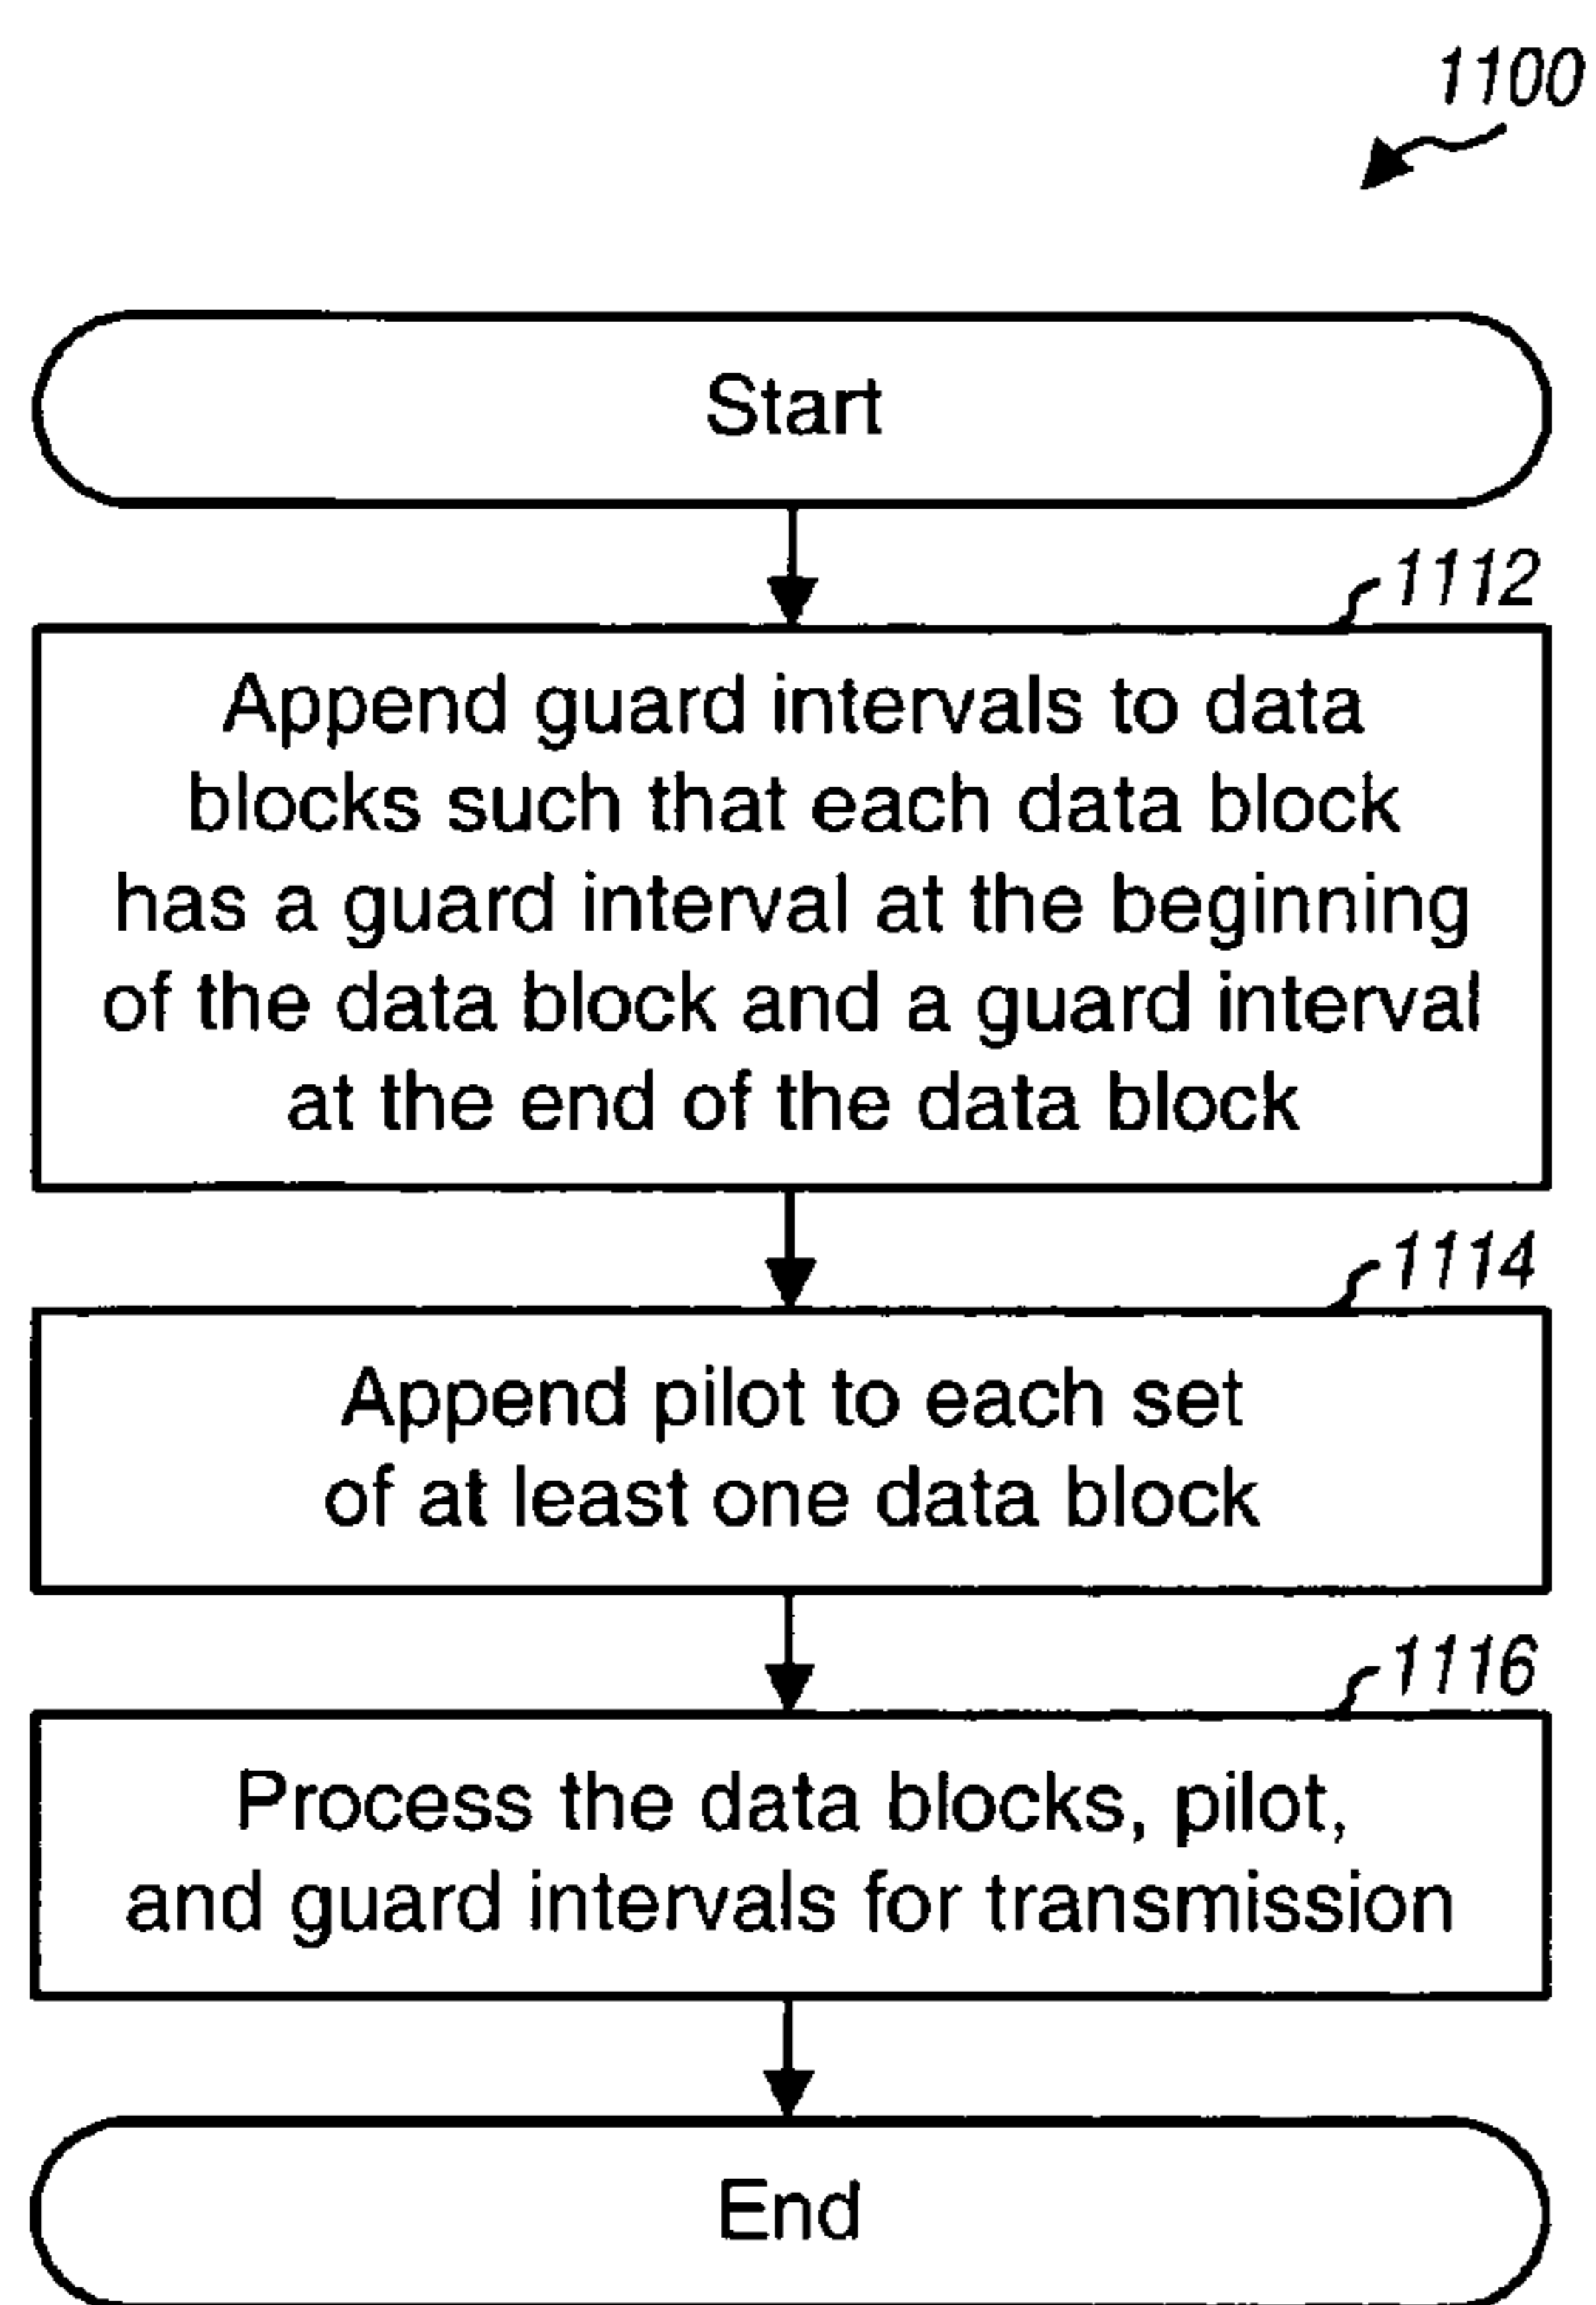 1100
Start
1112
Append guard intervals to data
blocks such that each data block
has a guard interval at the beginning
of the data block and a guard interval
at the end of the data block
1114
Append pilot to each set
of at least one data block
1116
Process the data blocks, pilot,
and guard intervals for transmission
End